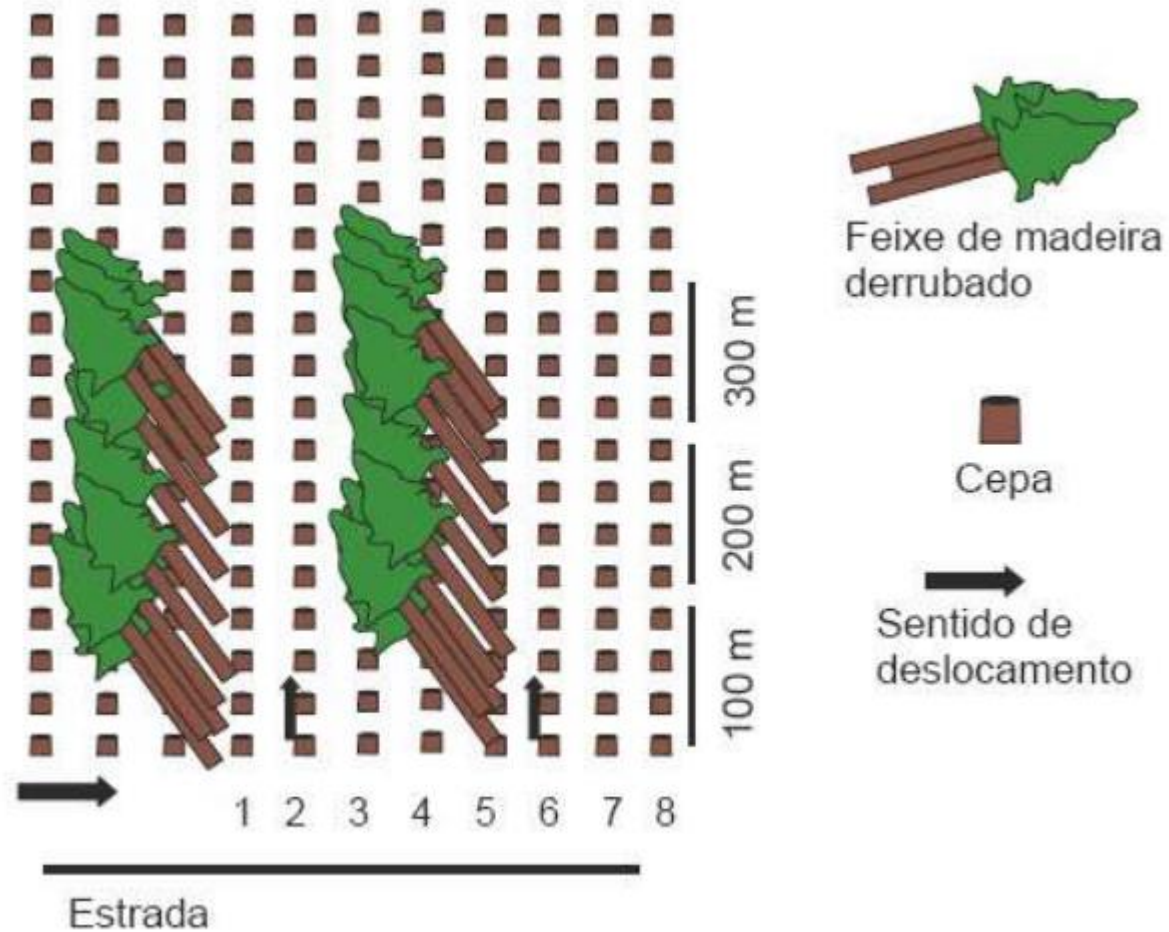 Feixe de madeira
derrubado
300 m
Cepa
200 m
Sentido de
deslocamento
100 m
1 2 3 4 5 6 7 8
Estrada